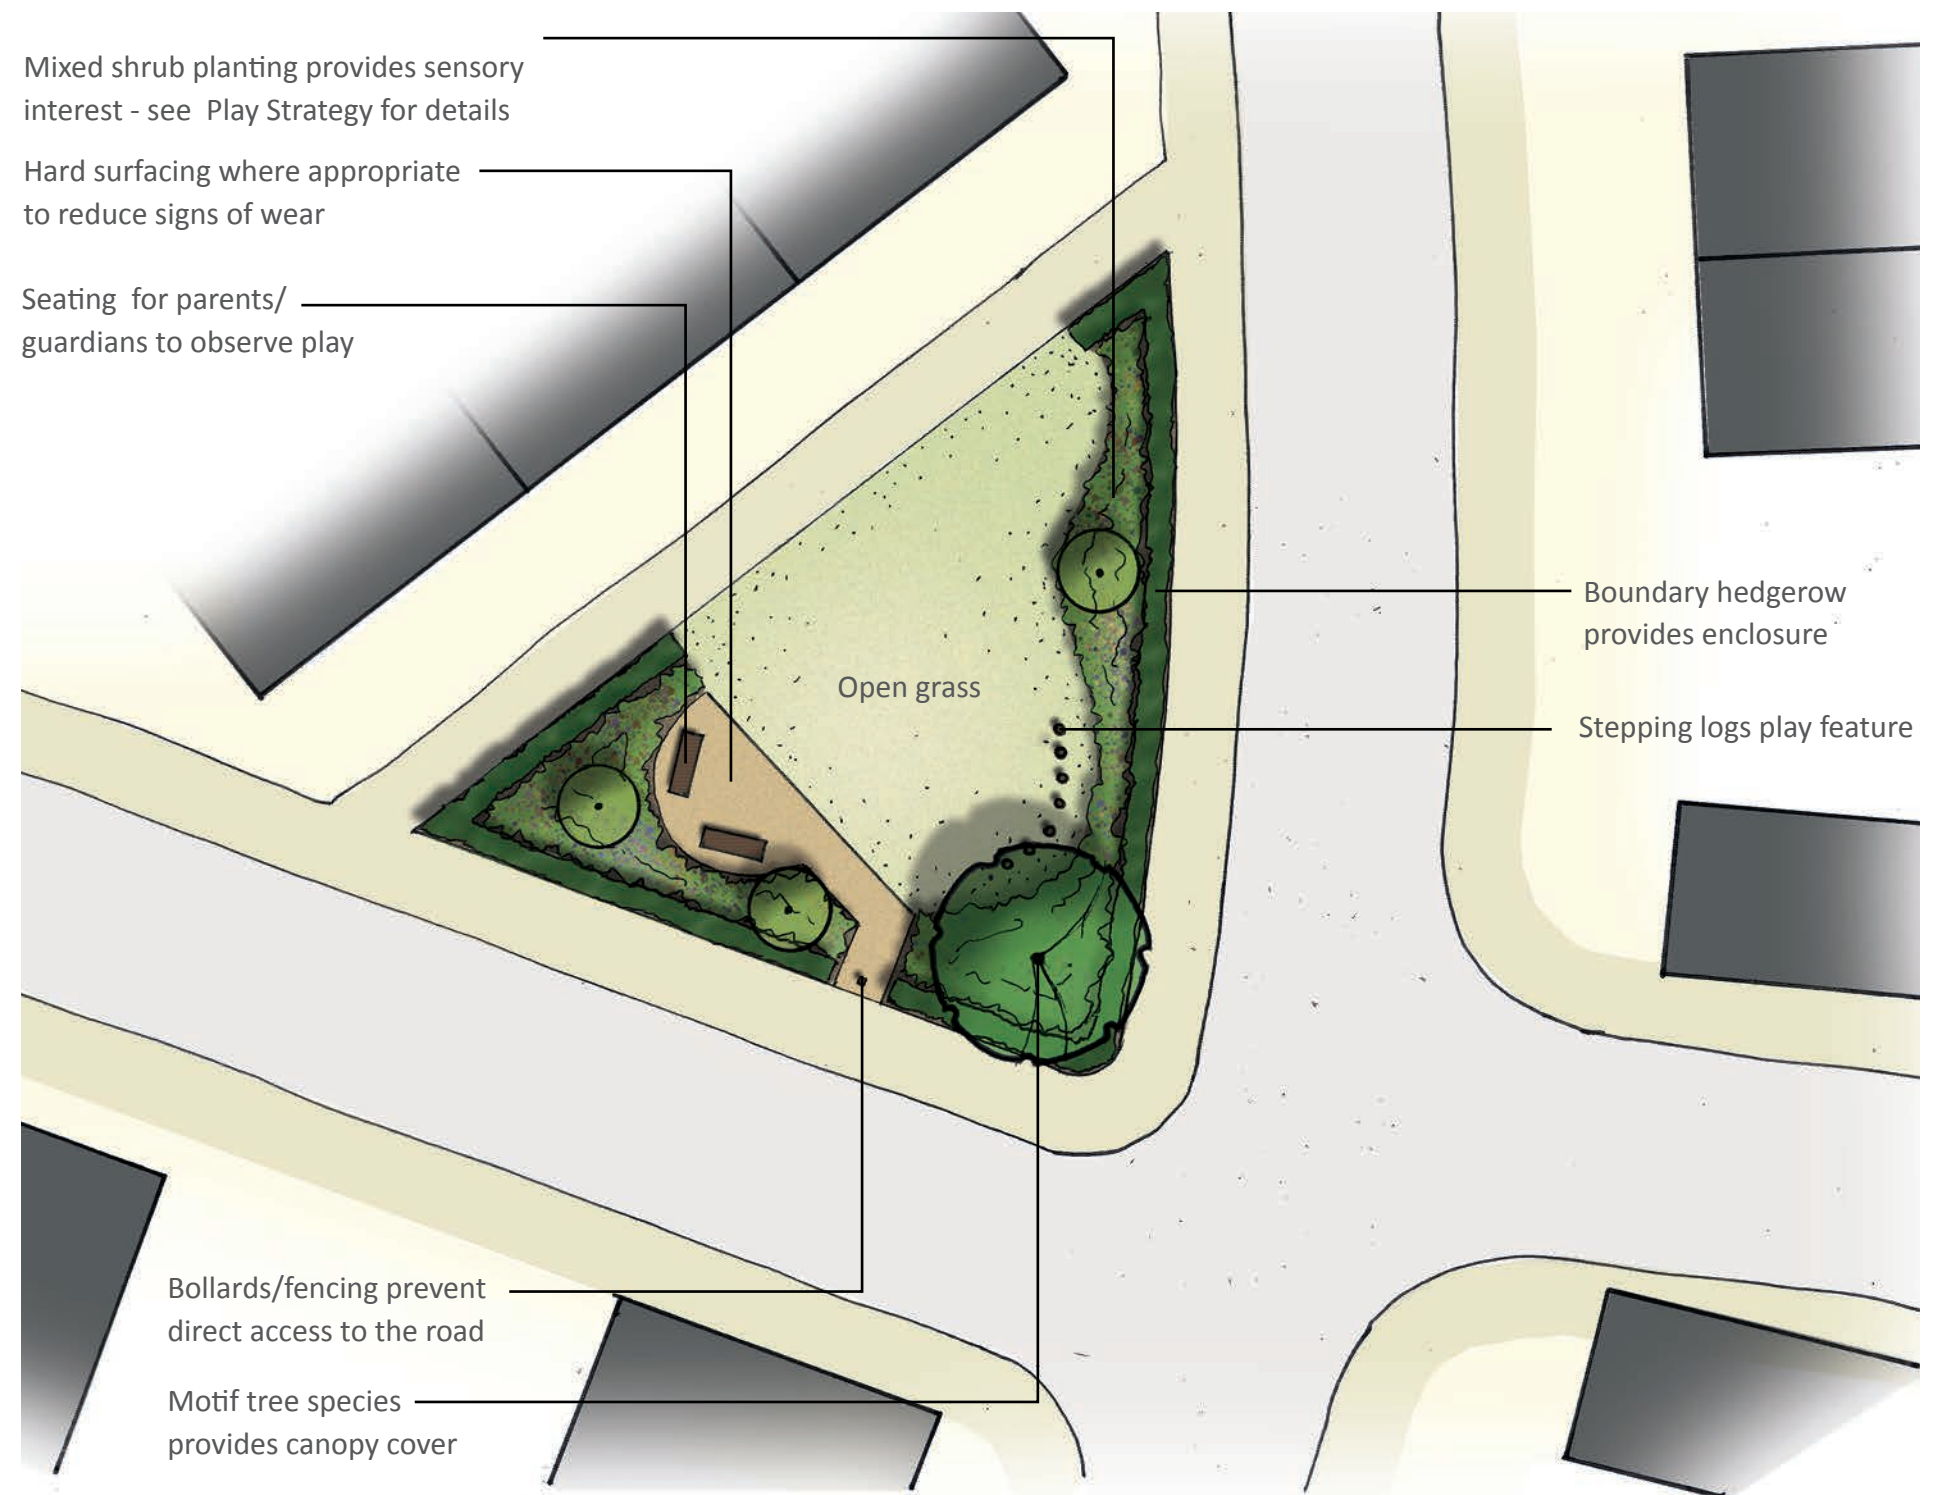 Mixed shrub planting provides sensory
interest - see Play Strategy for details
Hard surfacing where appropriate
to reduce signs of wear
Seating for parents/
guardians to observe play
Open grass
Boundary hedgerow
provides enclosure
Stepping logs play feature
Bollards/fencing prevent
direct access to the road
Motif tree species
provides canopy cover